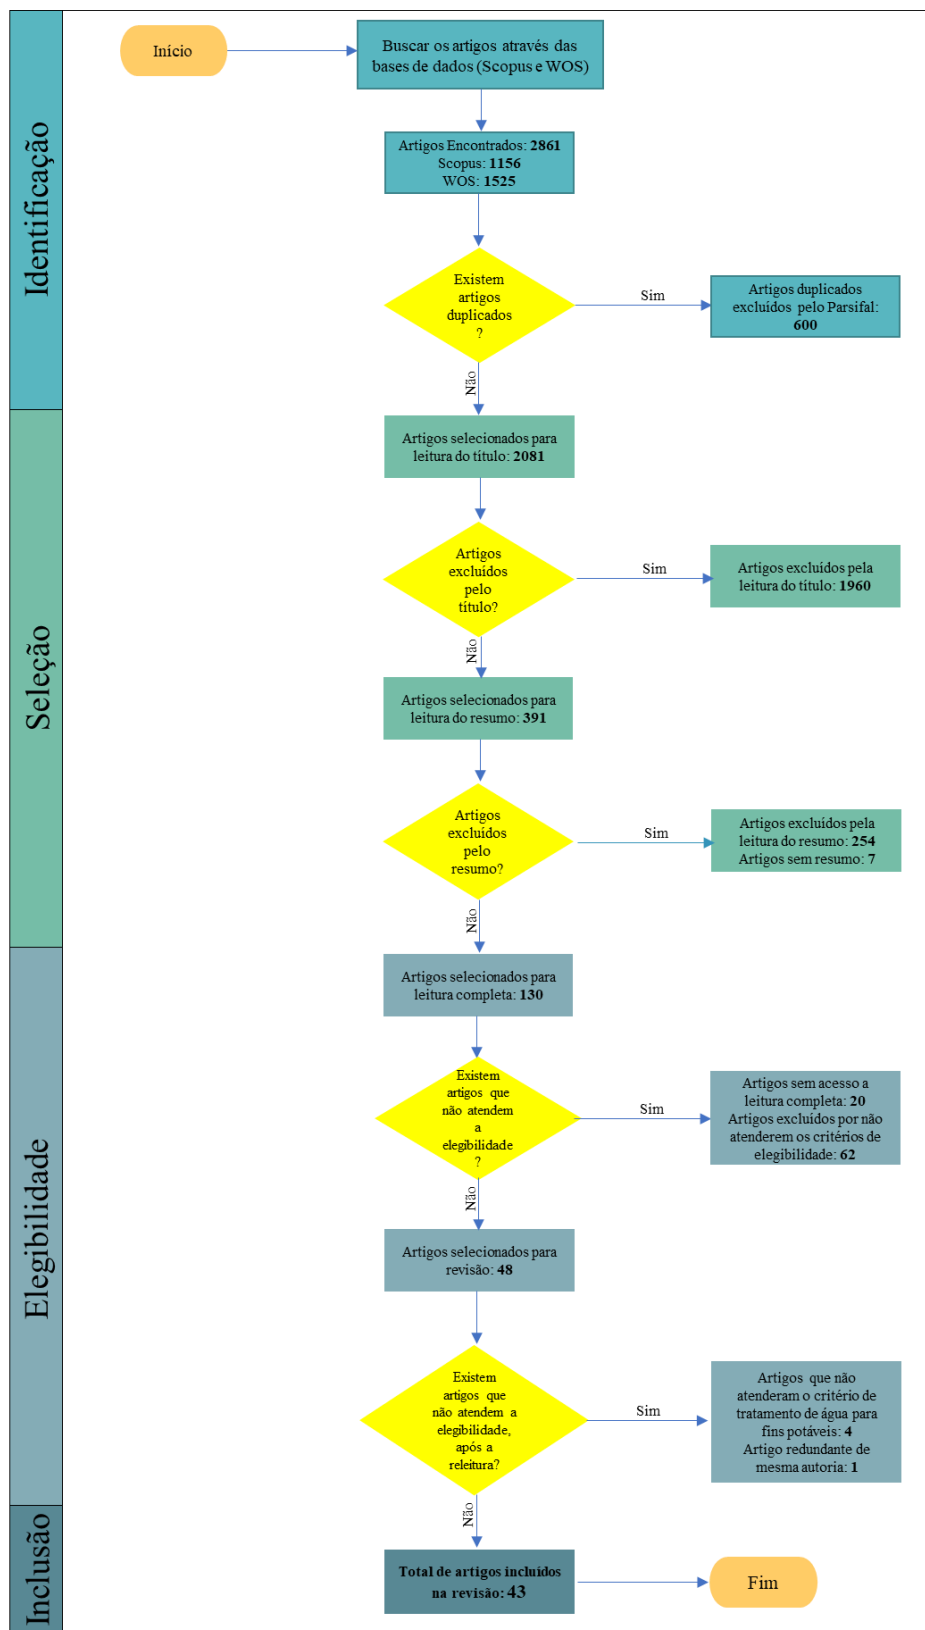 Identificação
Início
Buscar os artigos através das
bases de dados (Scopus e WOS)
Artigos Encontrados: 2861
Scopus: 1156
WOS: 1525
Existem
artigos
duplicados
?
Sim
Artigos duplicados
excluídos pelo Parsifal:
600
Não
Seleção
Artigos selecionados para
leitura do título: 2081
Artigos
excluídos
pelo
título?
Sim
Artigos excluídos pela
leitura do título: 1960
Não
Artigos selecionados para
leitura do resumo: 391
Artigos
excluídos
pelo
resumo?
Sim
Artigos excluídos pela
leitura do resumo: 254
Artigos sem resumo: 7
Não
Elegibilidade
Artigos selecionados para
leitura completa: 130
Existem
artigos que
não atendem
a
elegibilidade
?
Sim
Artigos sem acesso a
leitura completa: 20
Artigos excluídos por não
atenderem os critérios de
elegibilidade: 62
Não
Artigos selecionados para
revisão: 48
Existem
artigos que
não atendem a
elegibilidade,
após a
releitura?
Sim
Artigos que não
atenderam o critério de
tratamento de água para
fins potáveis: 4
Artigo redundante de
mesma autoria: 1
Não
Inclusão
Total de artigos incluídos
na revisão: 43
Fim